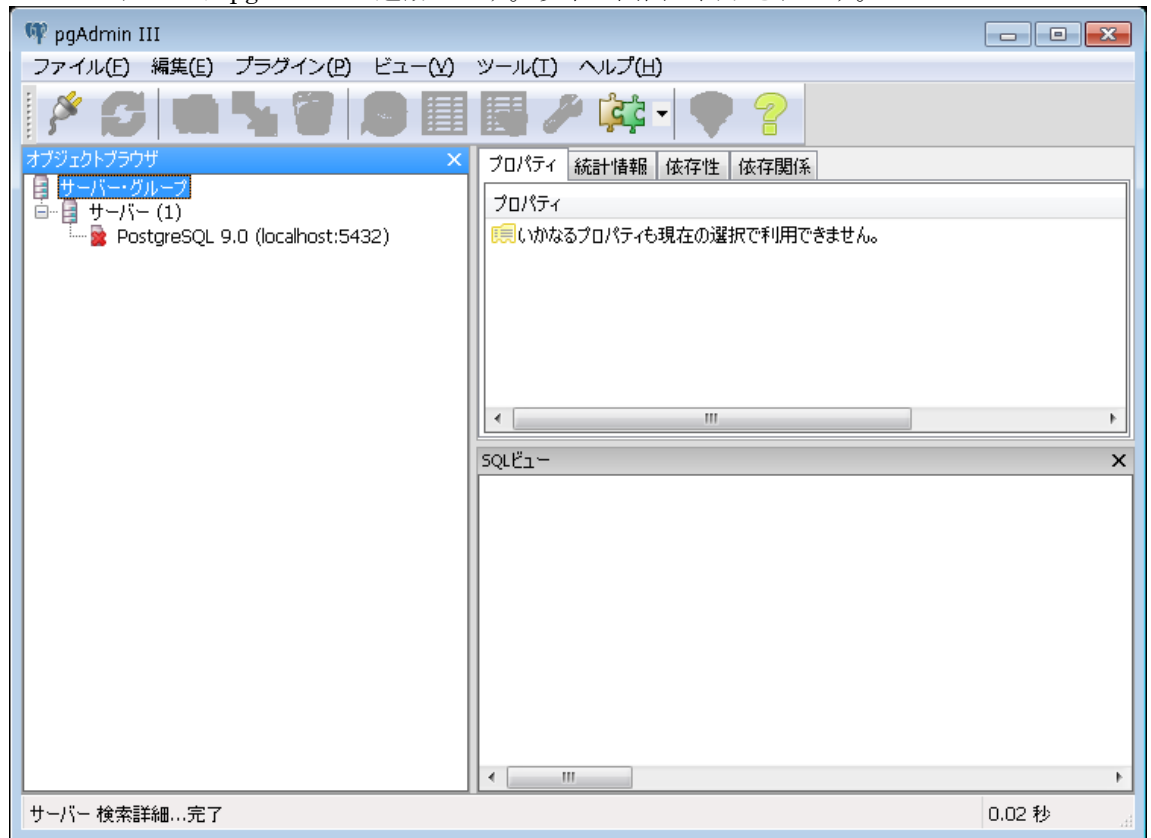 pgAdmin III
ファイル(F) 編集(E) プラグイン(P) ビュー(V) ツール(T) ヘルプ(H)
オブジェクトブラウザ
サーバー・グループ
サーバー (1)
PostgreSQL 9.0 (localhost:5432)
プロパティ 統計情報 依存性 依存関係
プロパティ
いかなるプロパティも現在の選択で利用できません。
SQLビュー
サーバー 検索詳細...完了
0.02 秒